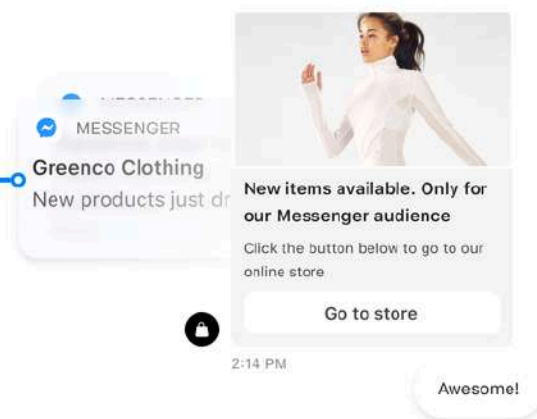 MESSENGER
MESSENGER
Greenco Clothing
New products just
New items available. Only for
our Messenger audience
Click the button below to go to our
online store
Go to store
2:14 PM
Awesome!